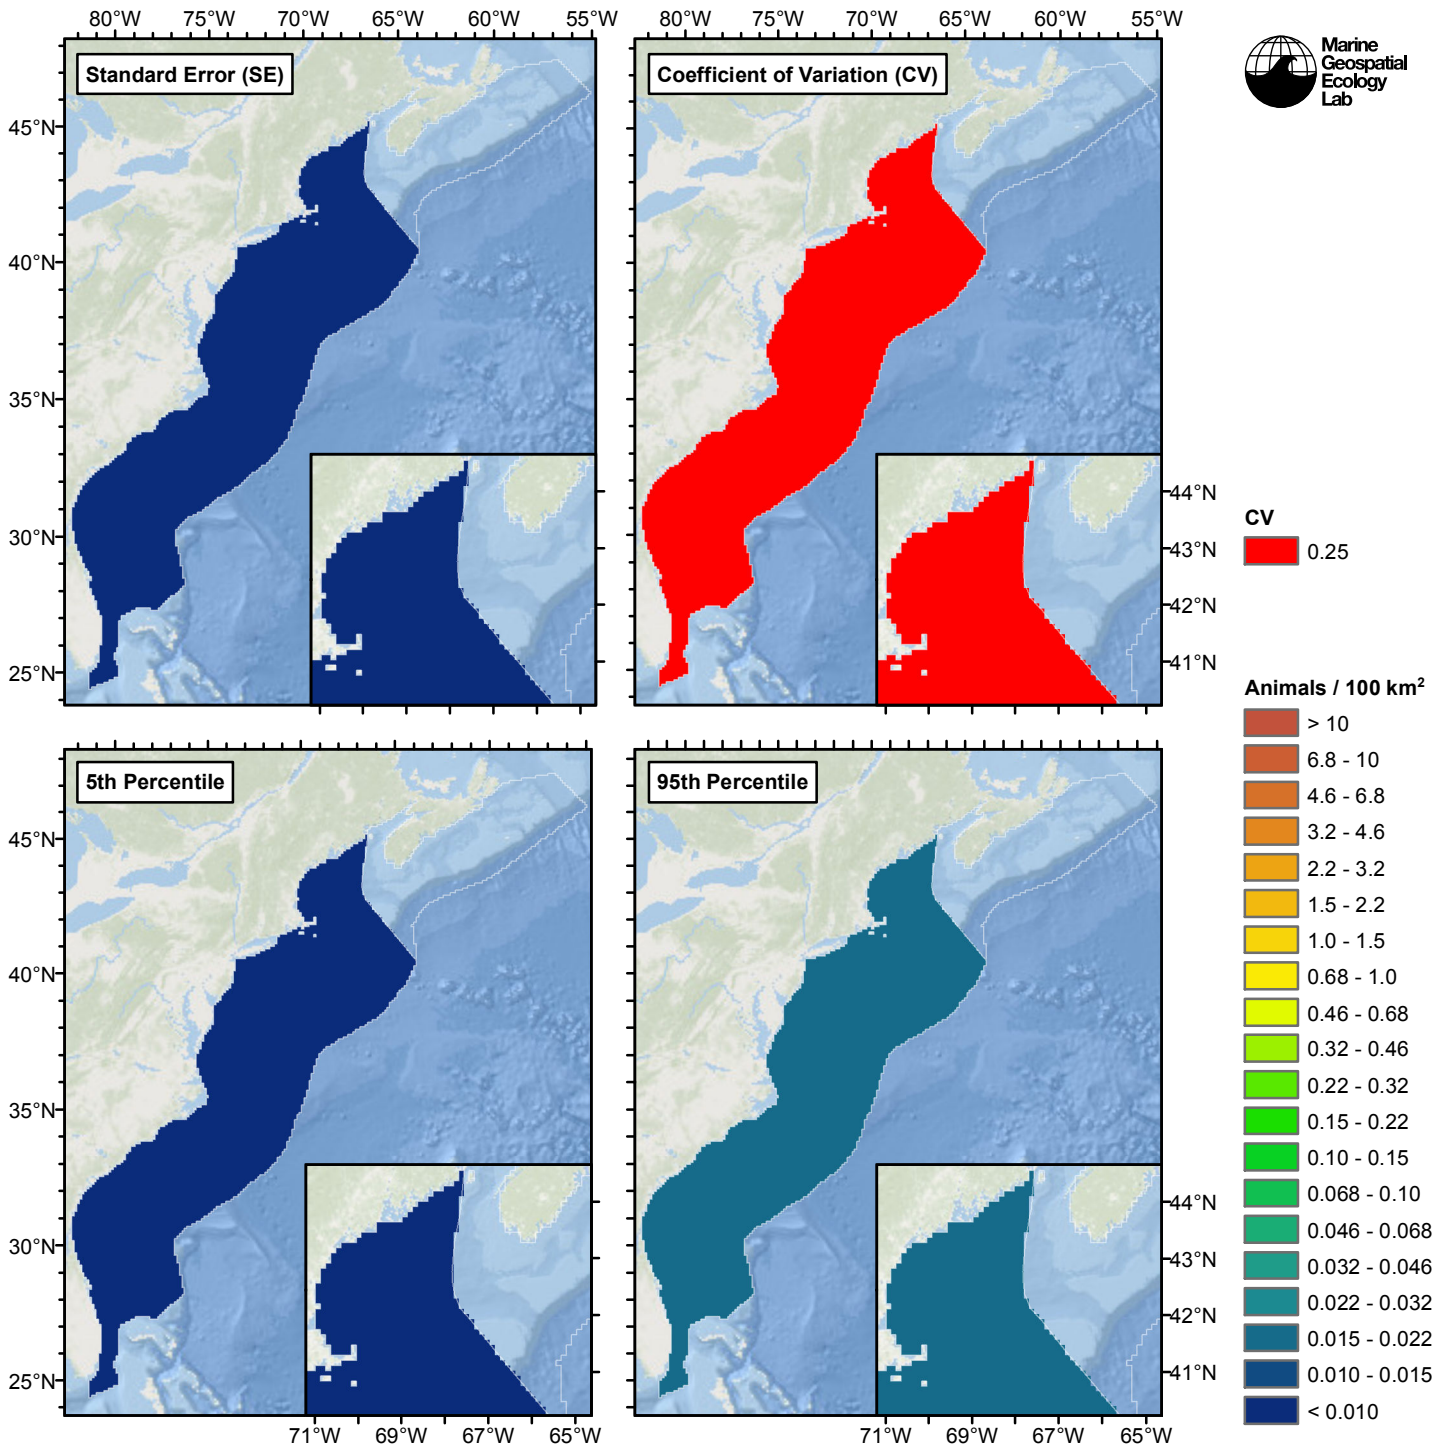 80°W 75°W 70°W 65°W 60°W 55°W
80°W 75°W 70°W 65°W 60°W 55°W
Marine
Geospatial
Ecology
Lab
Standard Error (SE)
Coefficient of Variation (CV)
45°N
40°N
35°N
30°N
25°N
44°N
43°N
42°N
41°N
CV
0.25
Animals / 100 km²
> 10
6.8 - 10
4.6 - 6.8
3.2 - 4.6
2.2 - 3.2
1.5 - 2.2
1.0 - 1.5
0.68 - 1.0
0.46 - 0.68
0.32 - 0.46
0.22 - 0.32
0.15 - 0.22
0.10 - 0.15
0.068 - 0.10
0.046 - 0.068
0.032 - 0.046
0.022 - 0.032
0.015 - 0.022
0.010 - 0.015
< 0.010
5th Percentile
95th Percentile
45°N
40°N
35°N
30°N
25°N
44°N
43°N
42°N
41°N
71°W 69°W 67°W 65°W
71°W 69°W 67°W 65°W